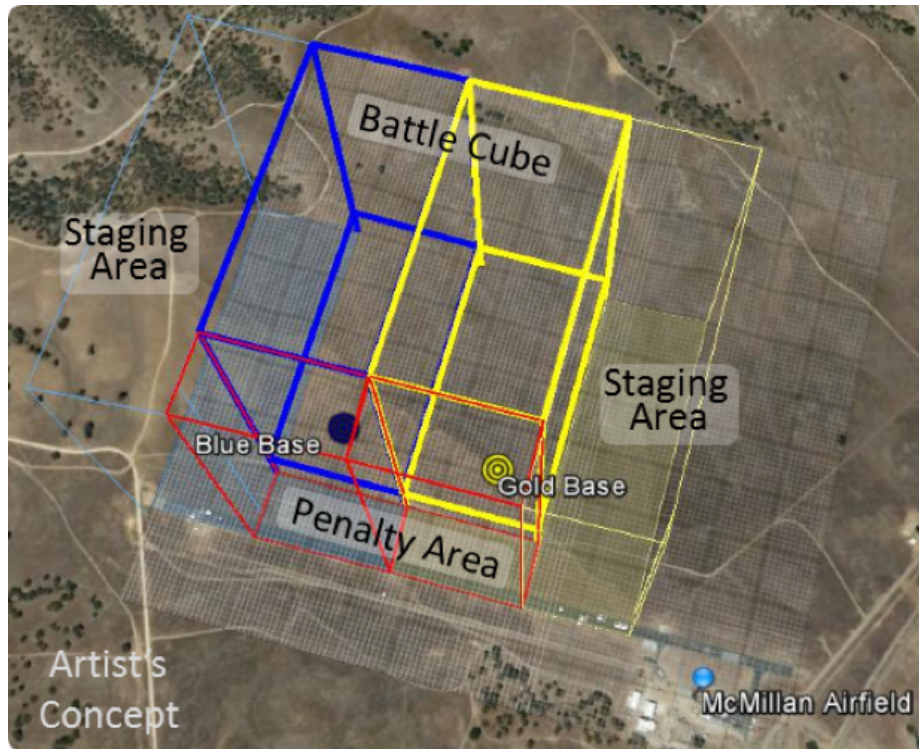 Battle Cube
Staging
Area
Staging
Area
Blue Base
Gold Base
Penalty Area
Artist's
Concept
McMillan Airfield